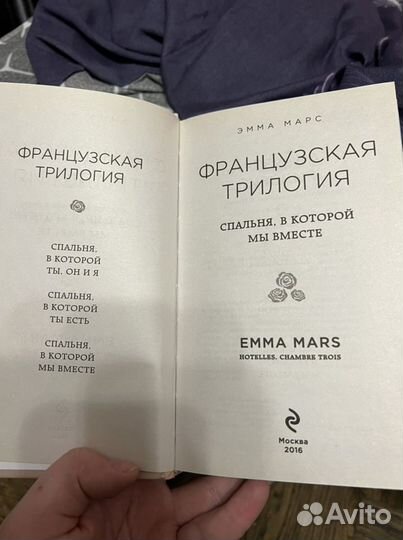 ФРАНЦУЗСКАЯ
ТРИЛОГИЯ
СПАЛЬНЯ,
В КОТОРОЙ
ТЫ, ОН И Я
СПАЛЬНЯ,
В КОТОРОЙ
ТЫ ЕСТЬ
СПАЛЬНЯ,
В КОТОРОЙ
МЫ ВМЕСТЕ
ЭММА МАРС
ФРАНЦУЗСКАЯ
ТРИЛОГИЯ
СПАЛЬНЯ, В КОТОРОЙ
МЫ ВМЕСТЕ
EMMA MARS
HOTELLES. CHAMBRE TROIS
Москва
2016
Avito